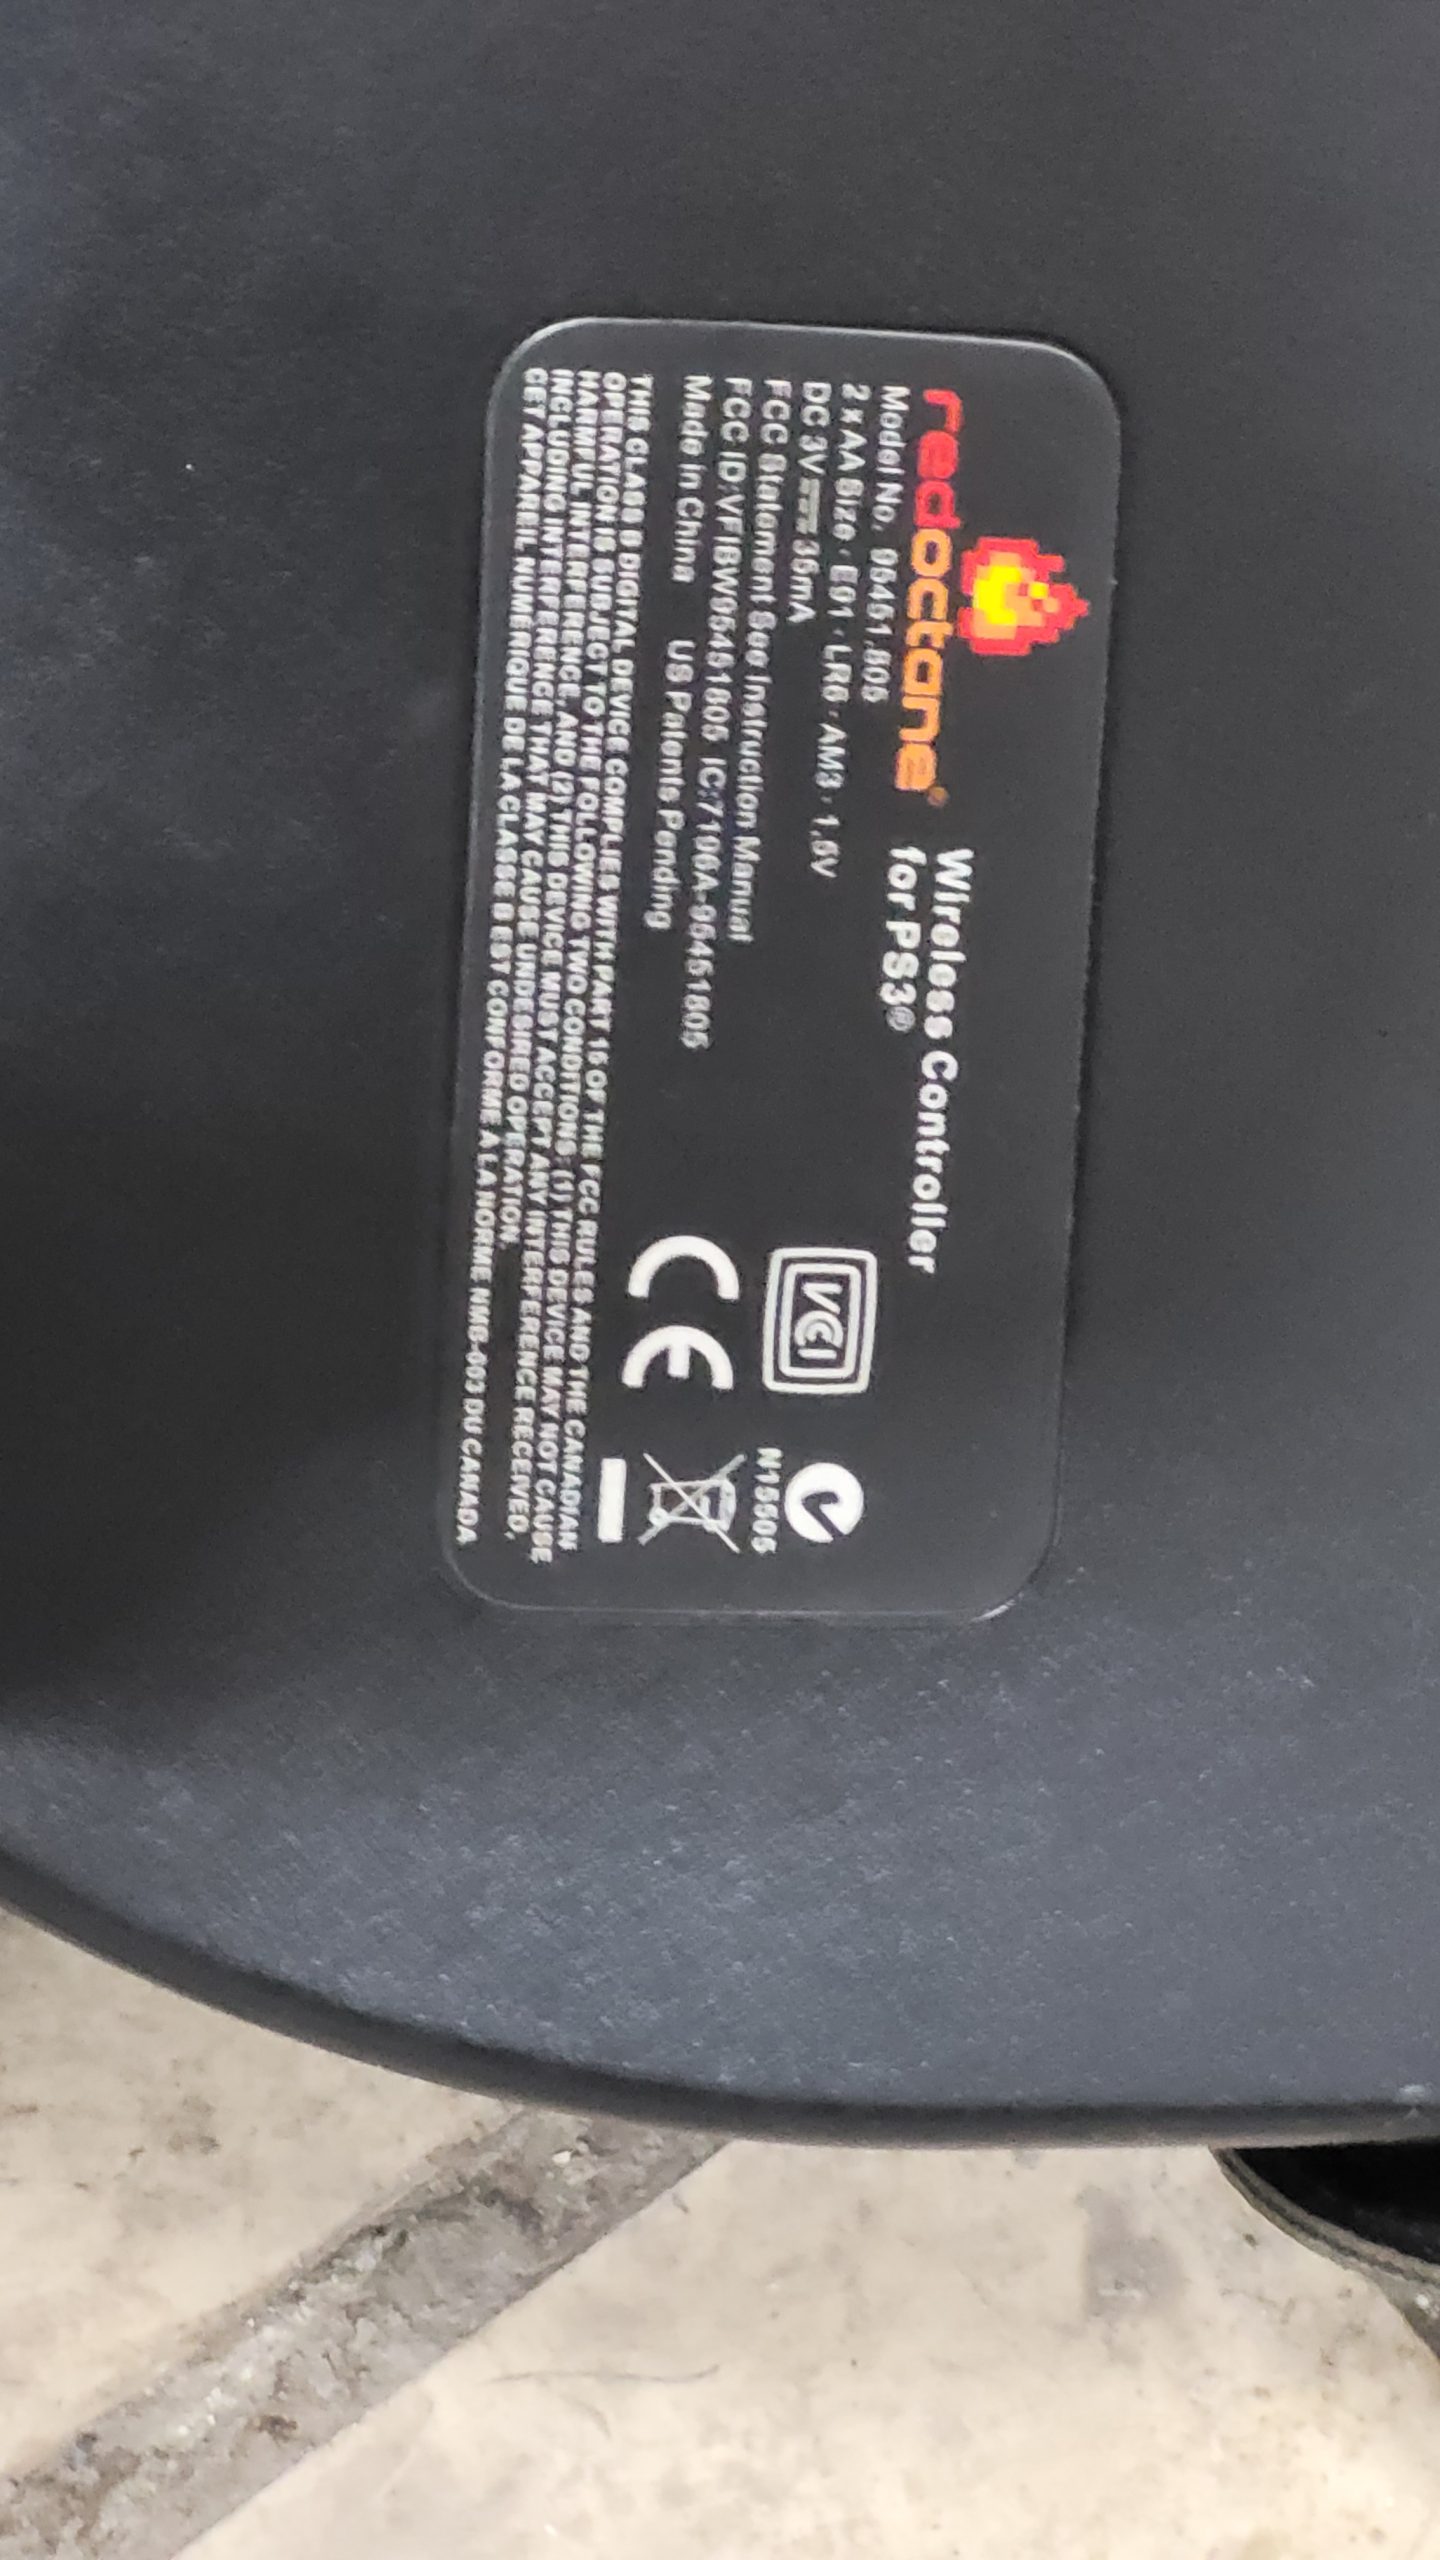 redoctane®
Wireless Controller
for PS3®
Model No. 95451.805
2 x AA Size · E91 · LR6 · AM3 · 1.5V
DC 3V 35mA
FCC Statement See Instruction Manual
FCC ID:VFIBW95451805 IC:7106A-95451805
Made in China US Patents Pending
VCI
N15505
CE
THIS CLASS B DIGITAL DEVICE COMPLIES WITH PART 15 OF THE FCC RULES AND THE CANADIAN
OPERATION IS SUBJECT TO THE FOLLOWING TWO CONDITIONS: (1) THIS DEVICE MAY NOT CAUSE
HARMFUL INTERFERENCE, AND (2) THIS DEVICE MUST ACCEPT ANY INTERFERENCE RECEIVED,
INCLUDING INTERFERENCE THAT MAY CAUSE UNDESIRED OPERATION.
CET APPAREIL NUMERIQUE DE LA CLASSE B EST CONFORME A LA NORME NMB-003 DU CANADA